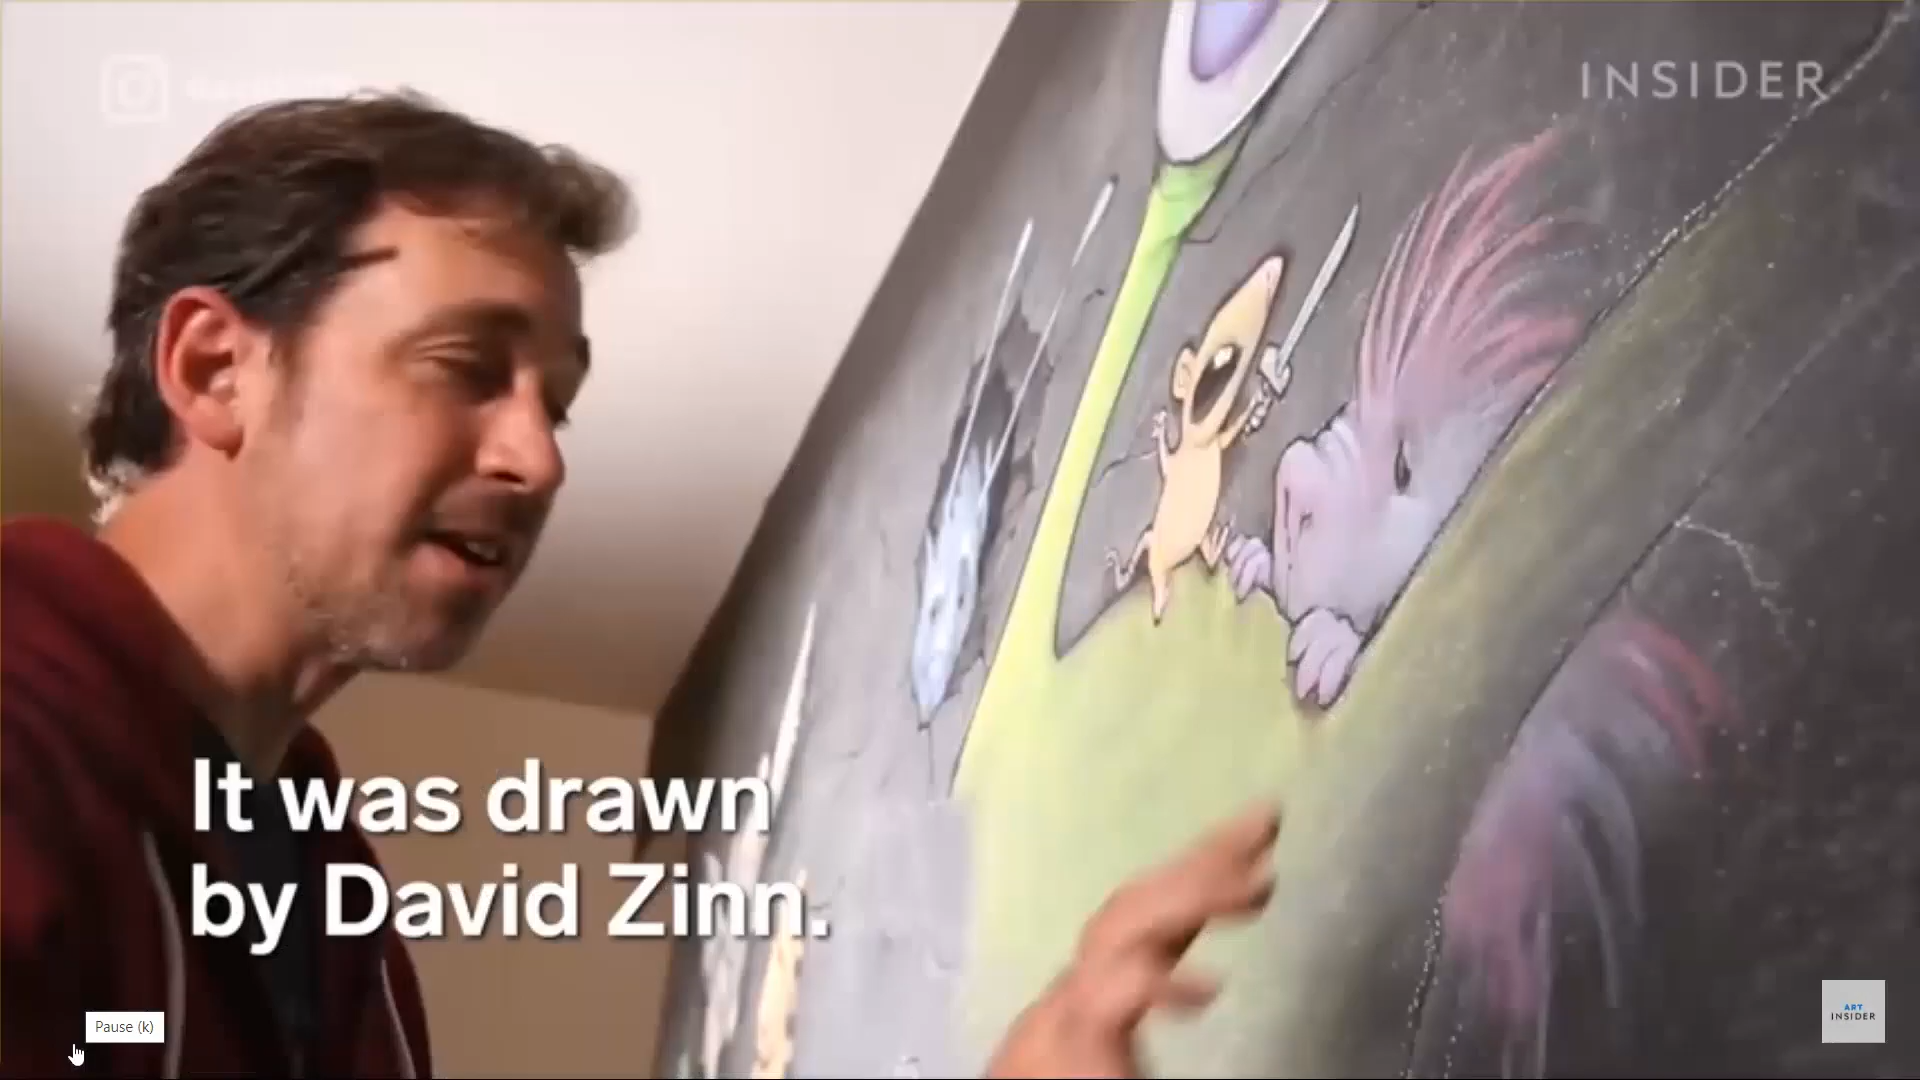 INSIDER
It was drawn
by David Zinn.
Pause (k)
ART
INSIDER